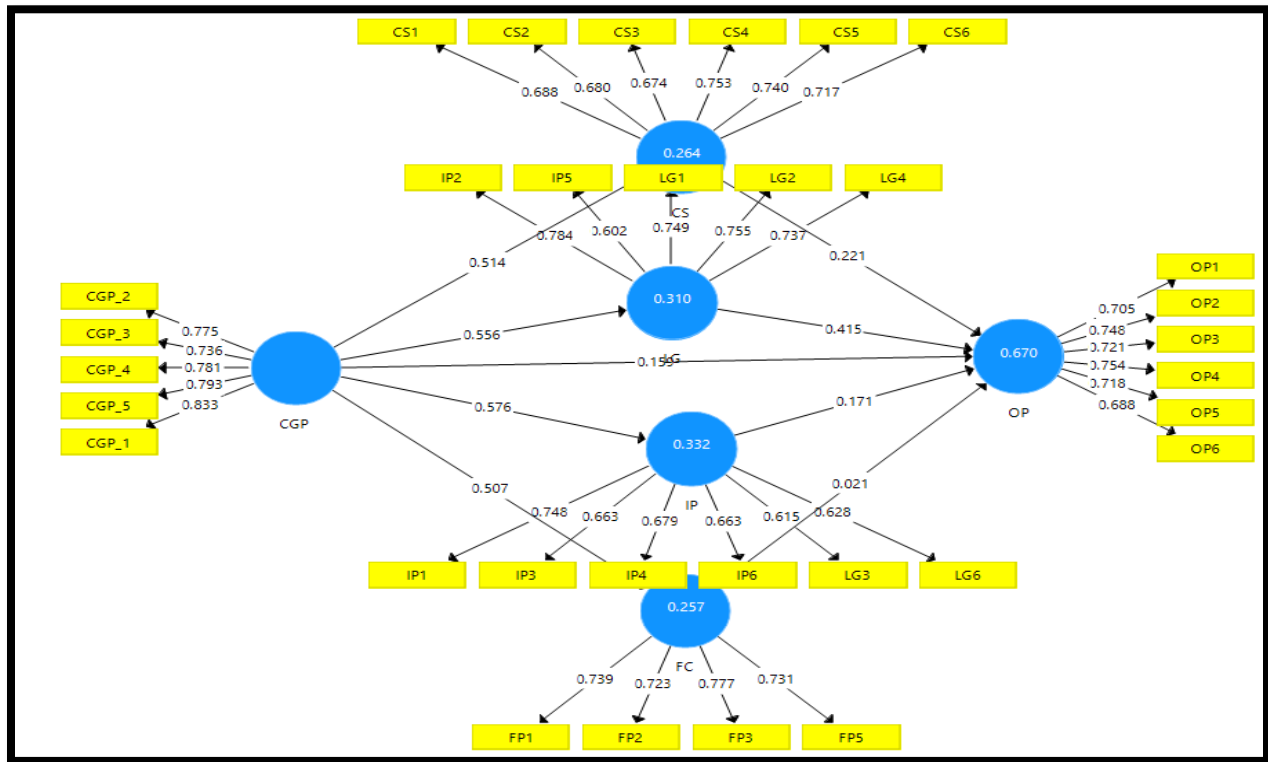 CS1 CS2 CS3 CS4 CS5 CS6
0.688 0.680 0.674 0.753 0.740 0.717
0.264
IP2 IP5 LG1 LG2 LG4
CS
0.784 0.602 0.749 0.755 0.737
0.514 0.221
CGP_2
CGP_3
CGP_4
CGP_5
CGP_1
0.775
0.736
0.781
0.793
0.833
CGP
0.556 0.310 0.415
LG
0.159
0.576 0.332 0.171
IP
0.507 0.021
0.670
OP
0.705
0.748
0.721
0.754
0.718
0.688
OP1
OP2
OP3
OP4
OP5
OP6
0.748 0.663 0.679 0.663 0.615 0.628
IP1 IP3 IP4 IP6 LG3 LG6
0.257
FC
0.739 0.723 0.777 0.731
FP1 FP2 FP3 FP5